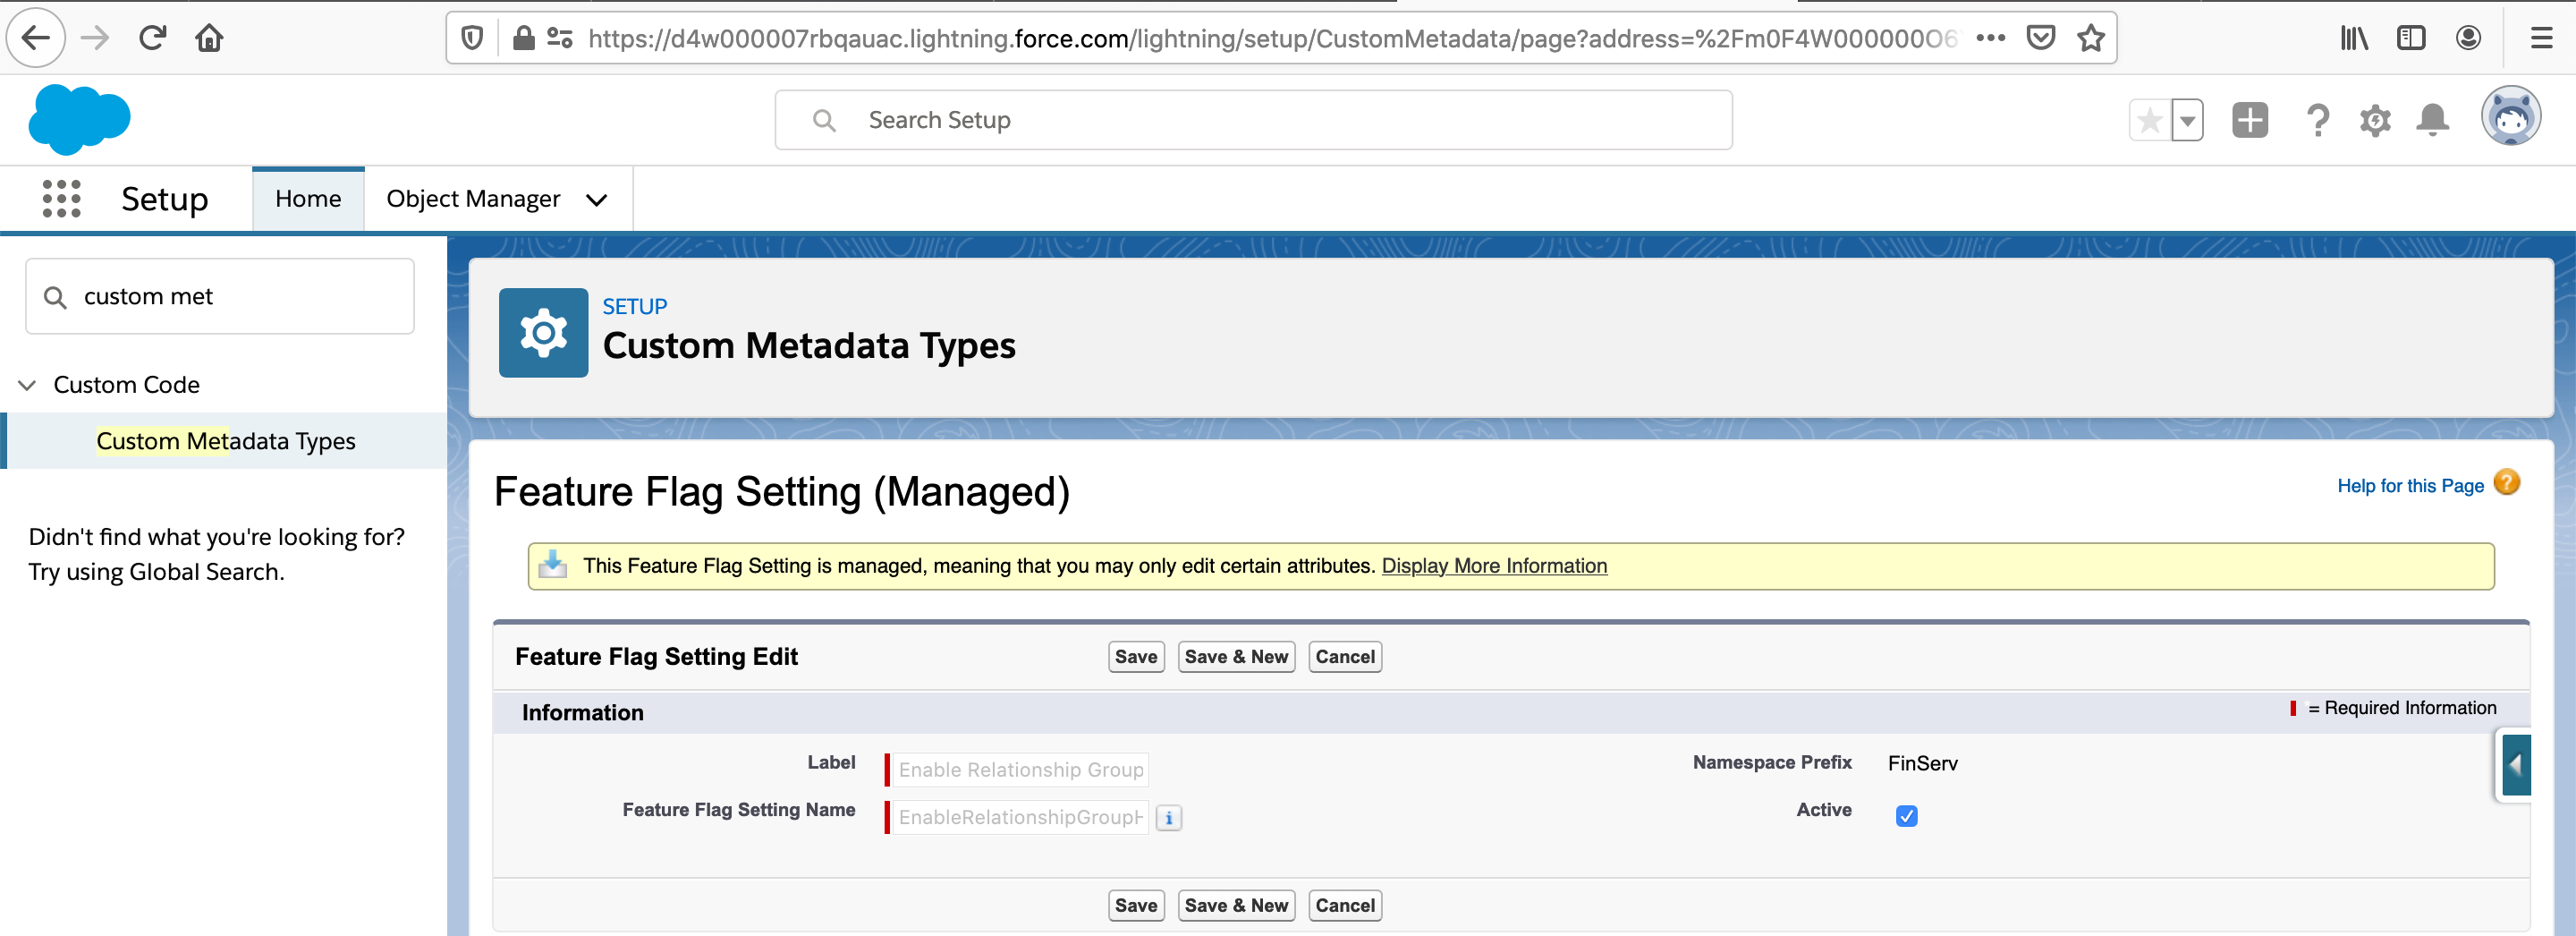 https://d4w000007rbqauac.lightning.force.com/lightning/setup/CustomMetadata/page?address=%2Fm0F4W000000O6
Search Setup
Setup
Home
Object Manager
custom met
SETUP
Custom Metadata Types
Custom Code
Custom Metadata Types
Didn't find what you're looking for?
Try using Global Search.
Feature Flag Setting (Managed)
Help for this Page
This Feature Flag Setting is managed, meaning that you may only edit certain attributes. Display More Information
Feature Flag Setting Edit
Save
Save & New
Cancel
Information
= Required Information
Label
Enable Relationship Group
Namespace Prefix
FinServ
Feature Flag Setting Name
EnableRelationshipGroup
Active
Save
Save & New
Cancel